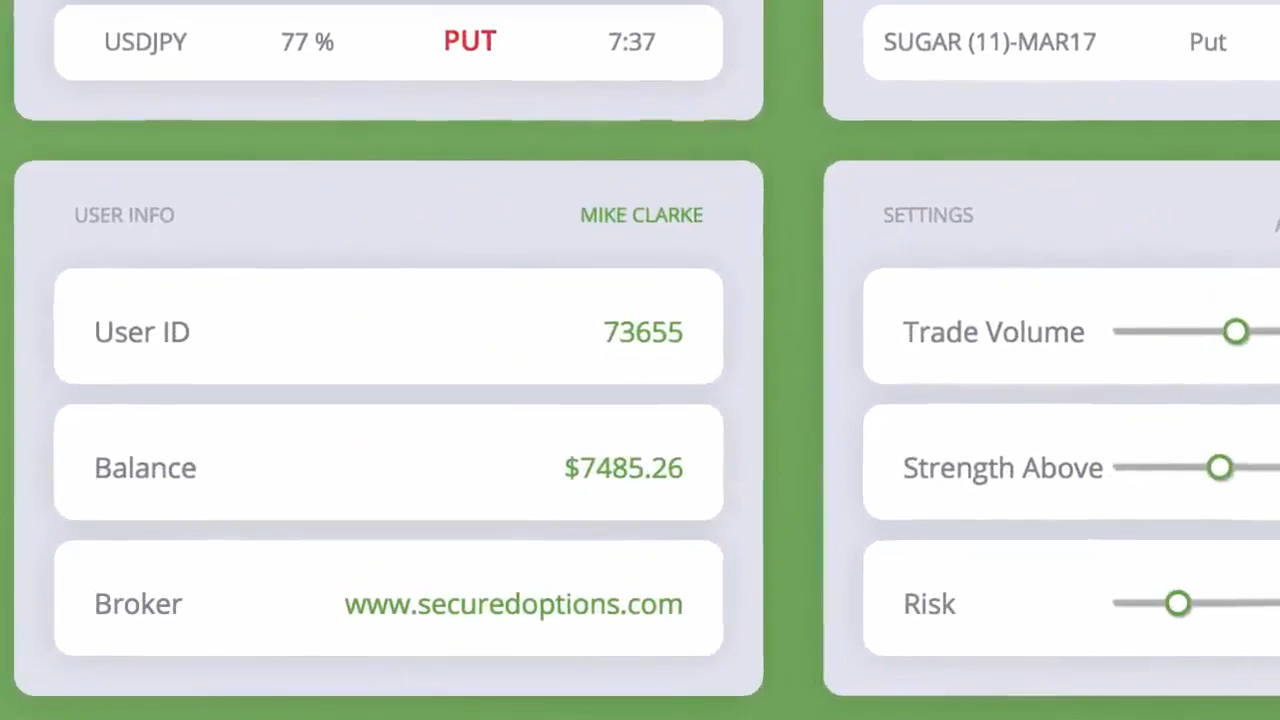 USDJPY 77 % PUT 7:37
SUGAR (11)-MAR17 Put
USER INFO MIKE CLARKE
User ID 73655
Balance $7485.26
Broker www.securedoptions.com
SETTINGS
Trade Volume
Strength Above
Risk